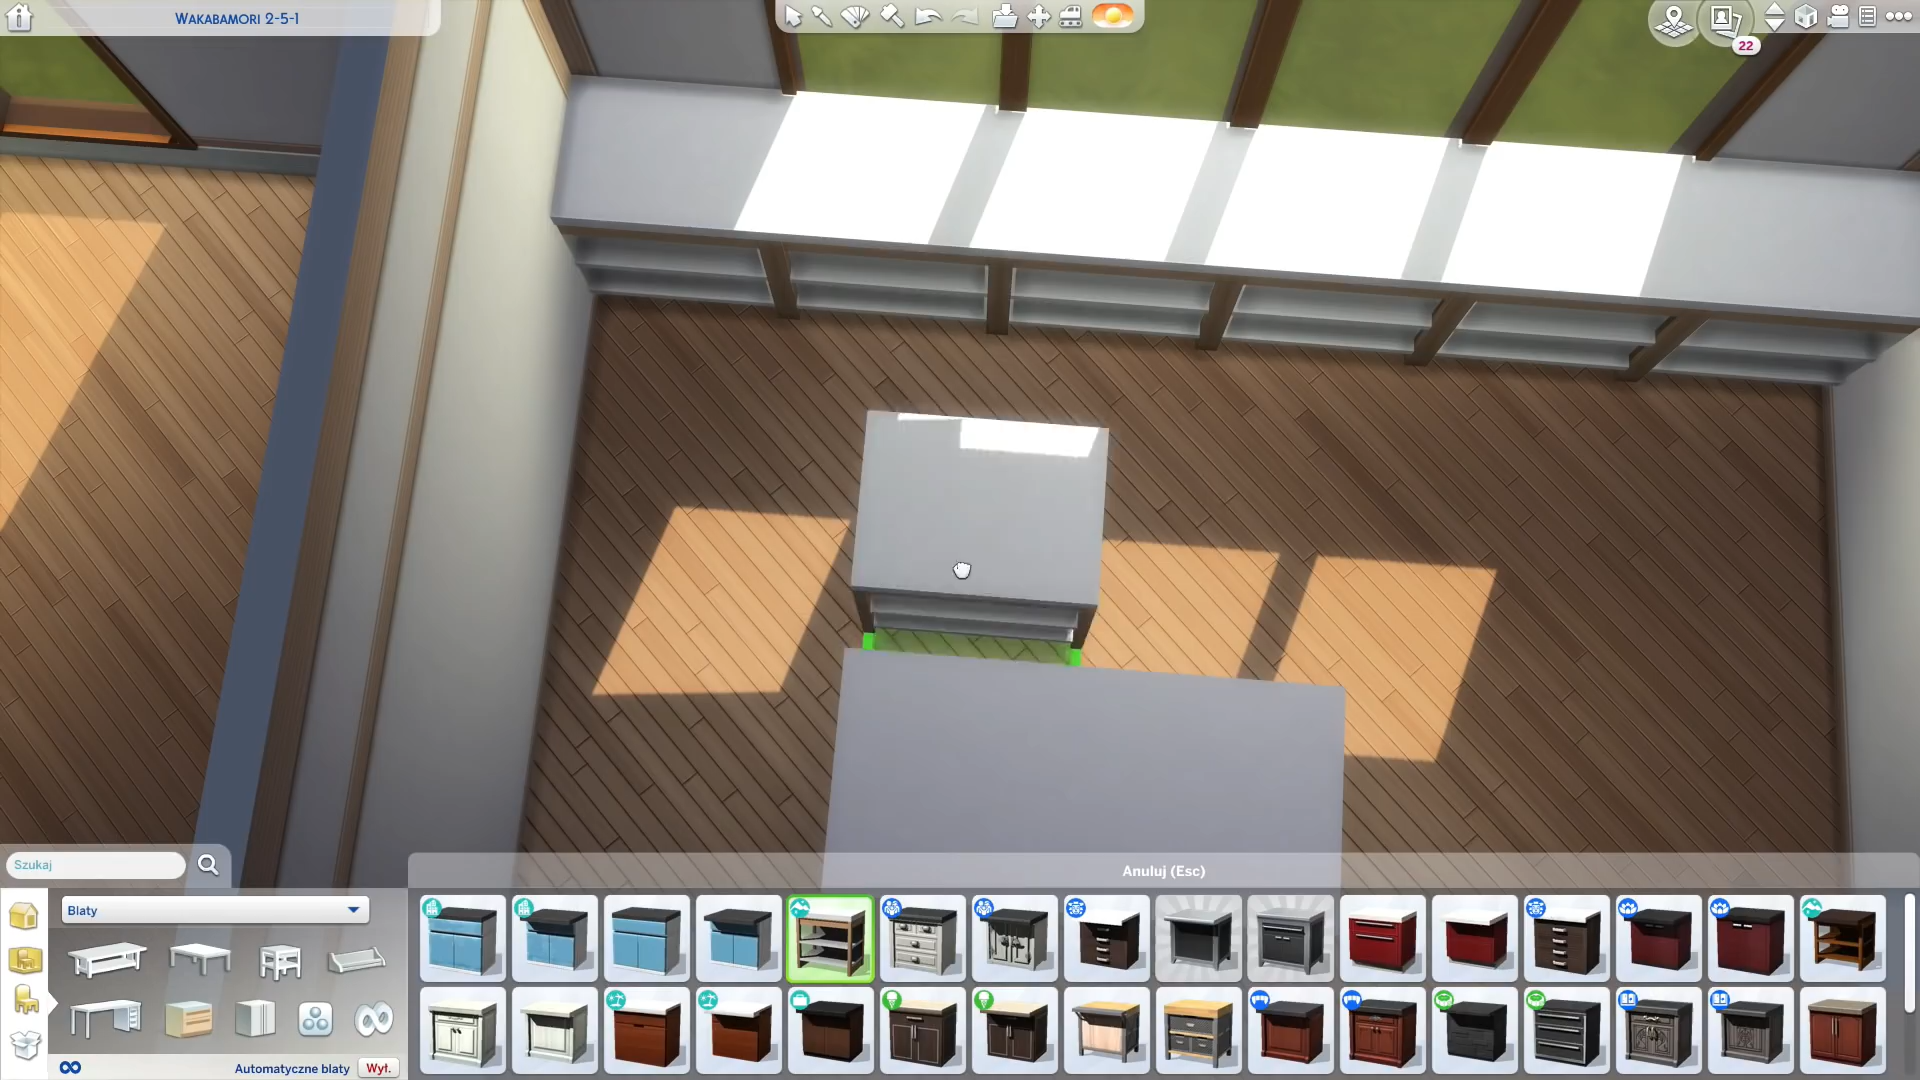 Wakabamori 2-5-1
22
Szukaj
Anuluj (Esc)
Blaty
Automatyczne blaty
Wył.